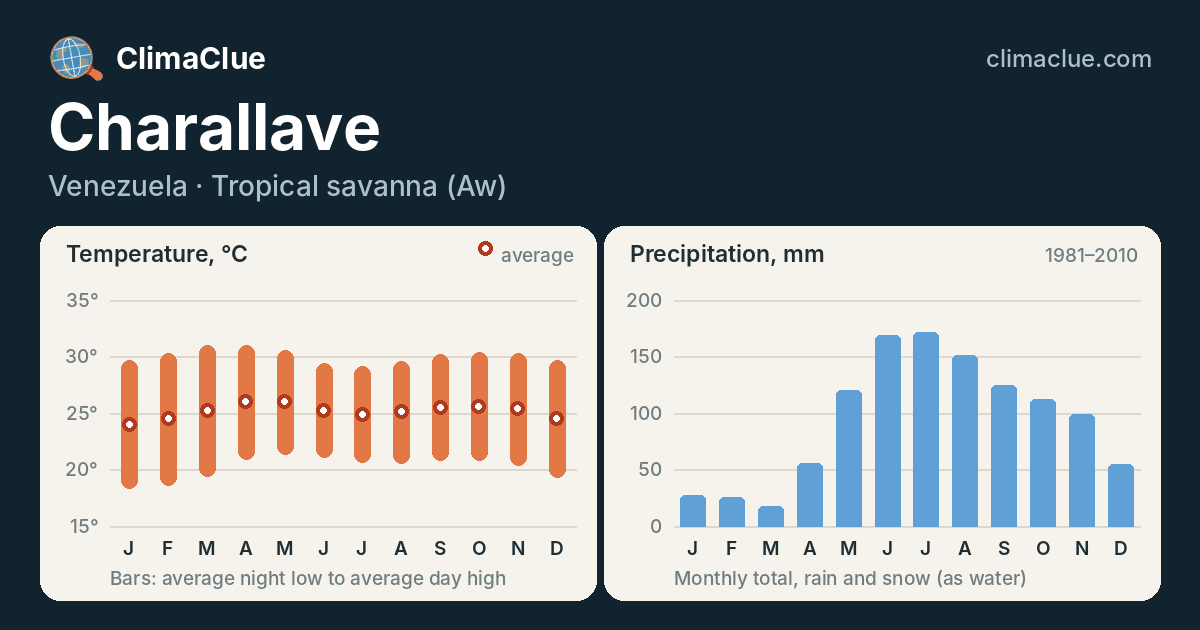 ClimaClue
climaclue.com
Charallave
Venezuela · Tropical savanna (Aw)
Temperature, °C
average
35°
30°
25°
20°
15°
J F M A M J J A S O N D
Bars: average night low to average day high
Precipitation, mm
1981–2010
200
150
100
50
0
J F M A M J J A S O N D
Monthly total, rain and snow (as water)